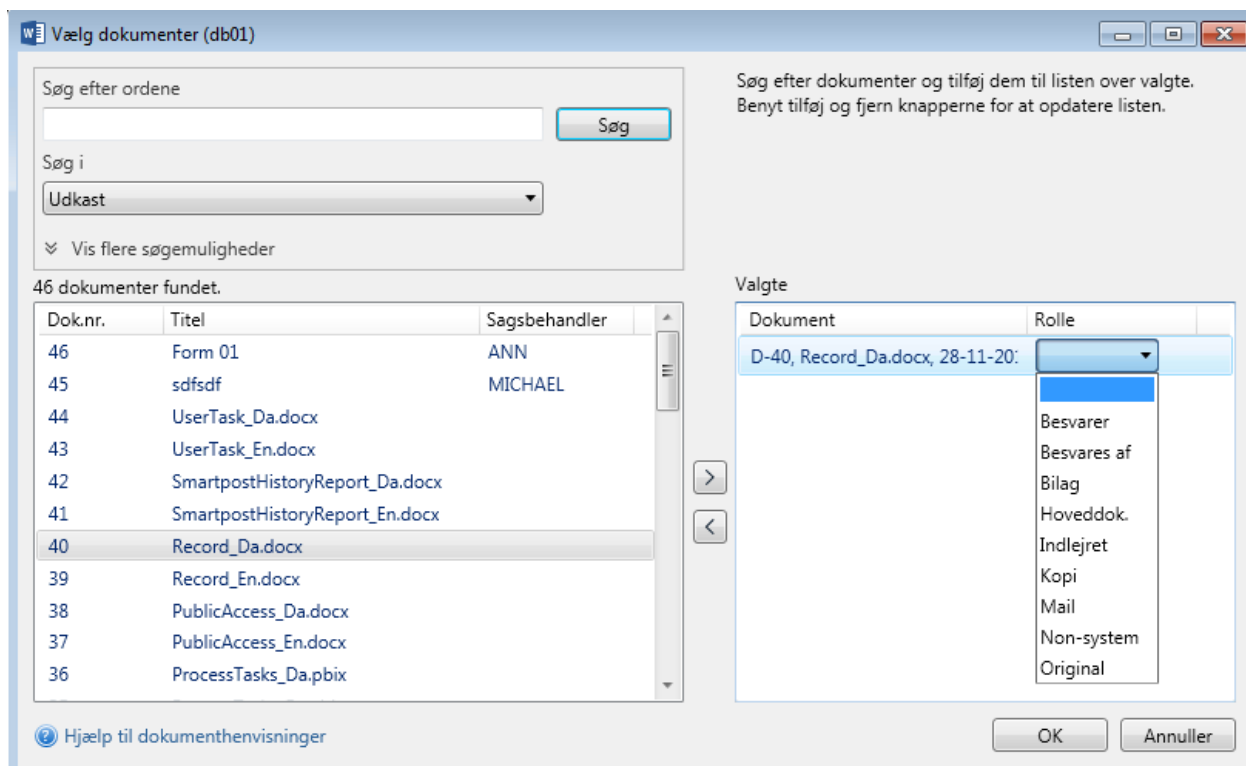 Vælg dokumenter (db01)
Søg efter ordene
Søg
Søg i
Udkast
Vis flere søgemuligheder
Søg efter dokumenter og tilføj dem til listen over valgte.
Benyt tilføj og fjern knapperne for at opdatere listen.
46 dokumenter fundet.
Dok.nr. Titel Sagsbehandler
46 Form 01 ANN
45 sdfsdf MICHAEL
44 UserTask_Da.docx
43 UserTask_En.docx
42 SmartpostHistoryReport_Da.docx
41 SmartpostHistoryReport_En.docx
40 Record_Da.docx
39 Record_En.docx
38 PublicAccess_Da.docx
37 PublicAccess_En.docx
36 ProcessTasks_Da.pbix
Valgte
Dokument Rolle
D-40, Record_Da.docx, 28-11-20
Besvarer
Besvares af
Bilag
Hoveddok.
Indlejret
Kopi
Mail
Non-system
Original
Hjælp til dokumenthenvisninger
OK Annuller